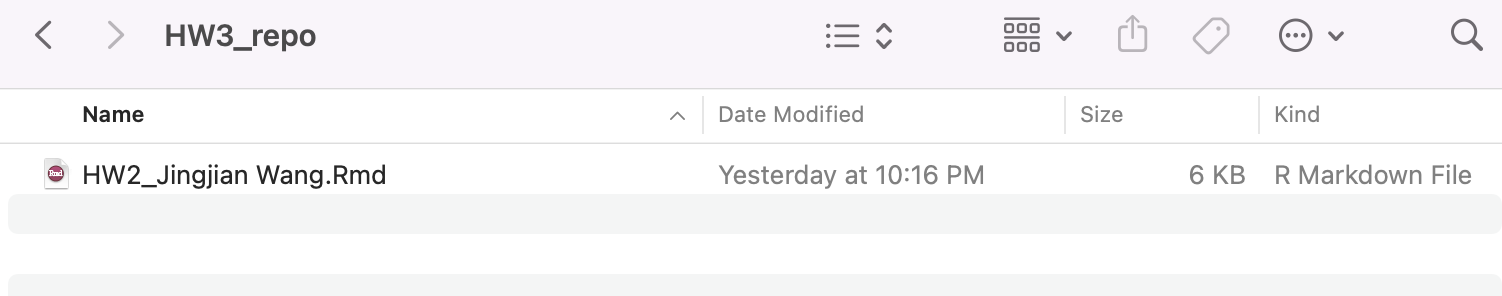 HW3_repo
Name Date Modified Size Kind
Rmd HW2_Jingjian Wang.Rmd Yesterday at 10:16 PM 6 KB R Markdown File